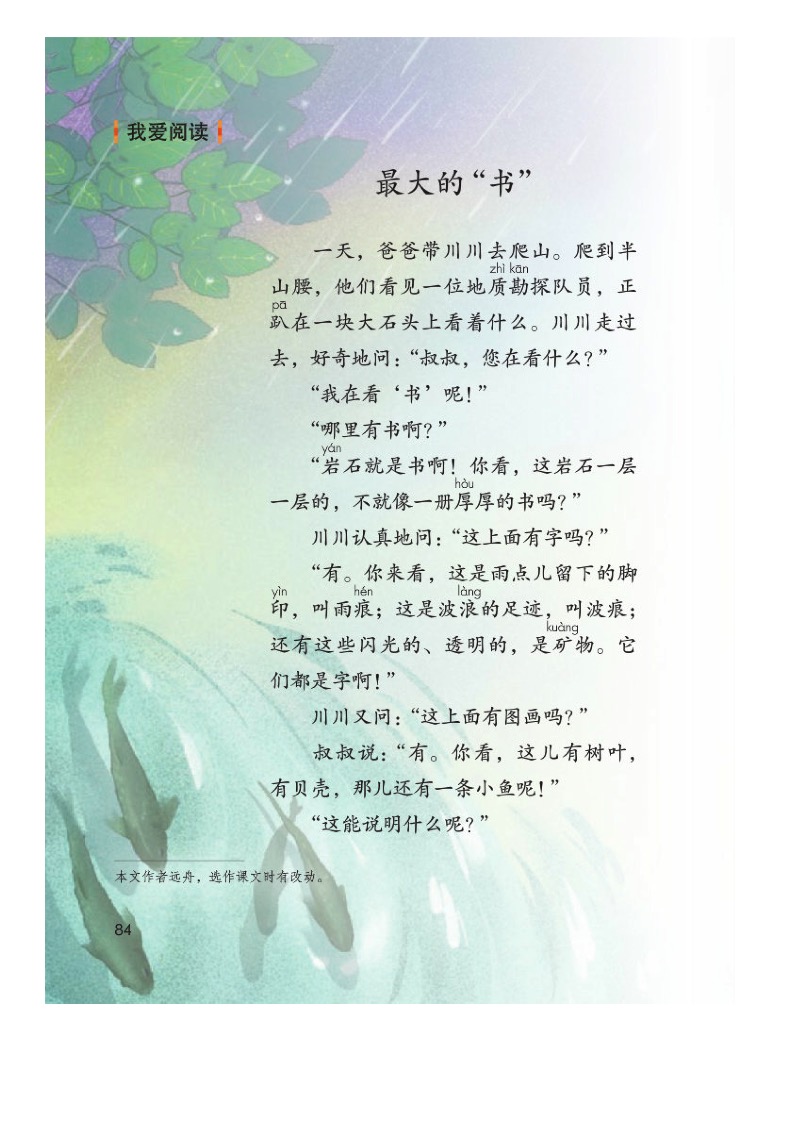 我爱阅读
最大的“书”
一天，爸爸带川川去爬山。爬到半
zhì kān
山腰，他们看见一位地质勘探队员，正
pā
趴在一块大石头上看着什么。川川走过
去，好奇地问：“叔叔，您在看什么？”
“我在看‘书’呢！”
“哪里有书啊？”
yán
“岩石就是书啊！你看，这岩石一层
hòu
一层的，不就像一册厚厚的书吗？”
川川认真地问：“这上面有字吗？”
“有。你来看，这是雨点儿留下的脚
yìn hén làng
印，叫雨痕；这是波浪的足迹，叫波痕；
kuàng
还有这些闪光的、透明的，是矿物。它
们都是字啊！”
川川又问：“这上面有图画吗？”
叔叔说：“有。你看，这儿有树叶，
有贝壳，那儿还有一条小鱼呢！”
“这能说明什么呢？”
本文作者远舟，选作课文时有改动。
84